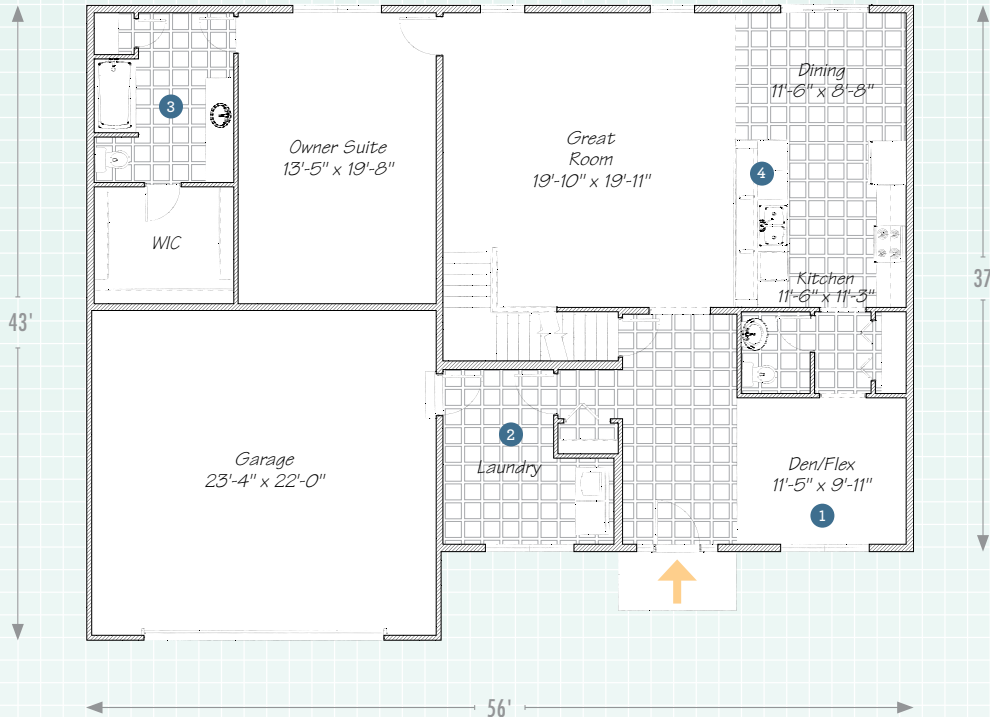 Dining
11'-6" x 8'-8"
3
Great
Room
19'-10" x 19'-11"
Owner Suite
13'-5" x 19'-8"
4
WIC
Kitchen
11'-6" x 11'-3"
37
43'
2
Laundry
Garage
23'-4" x 22'-0"
Den/Flex
11'-5" x 9'-11"
1
56'